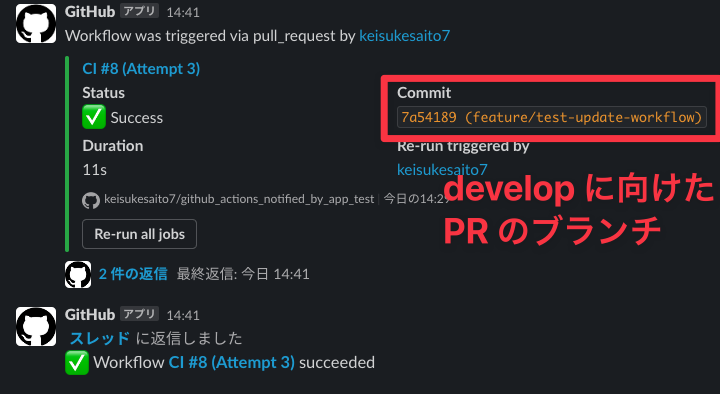 GitHub アプリ 14:41
Workflow was triggered via pull_request by keisukesaito7
CI #8 (Attempt 3)
Status
Commit
Success
7a54189 (feature/test-update-workflow)
Duration
Re-run triggered by
11s
keisukesaito7
keisukesaito7/github_actions_notified_by_app_test | 今日の14:29
develop に向けた
PR のブランチ
Re-run all jobs
2 件の返信 最終返信: 今日 14:41
GitHub アプリ 14:41
スレッド に返信しました
Workflow CI #8 (Attempt 3) succeeded